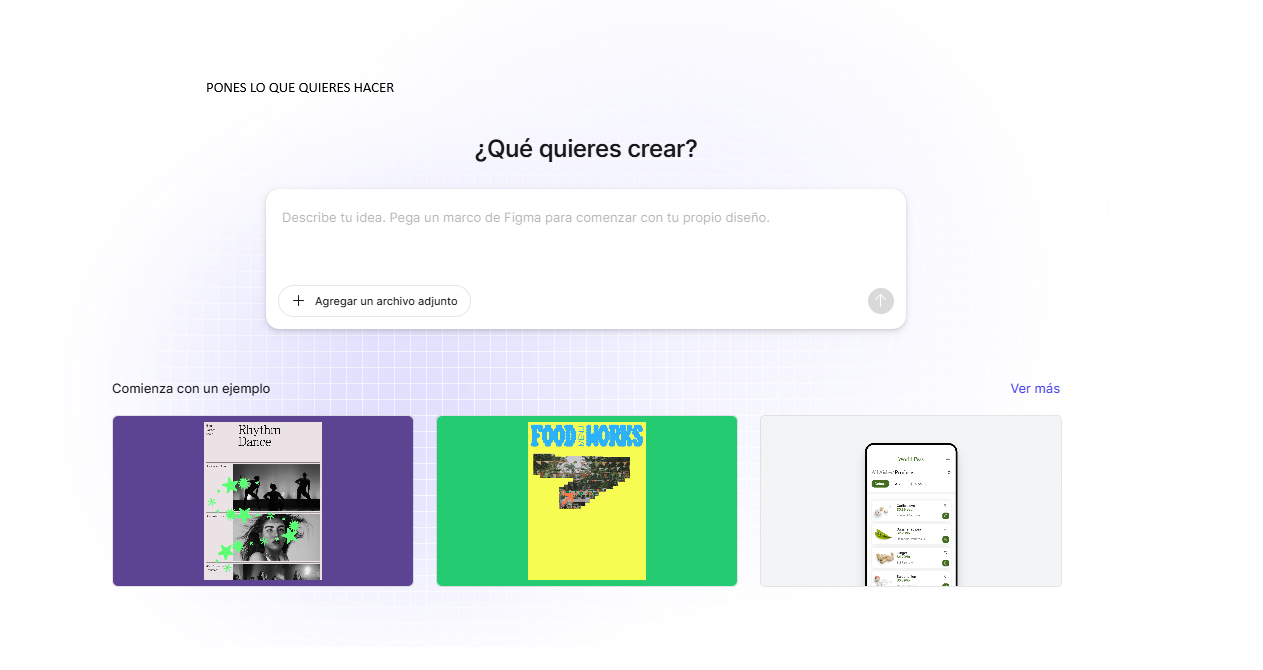 PONES LO QUE QUIERES HACER
¿Qué quieres crear?
Describe tu idea. Pega un marco de Figma para comenzar con tu propio diseño.
Agregar un archivo adjunto
Comienza con un ejemplo
Ver más
Rhythm
Dance
FOOD
WORKS